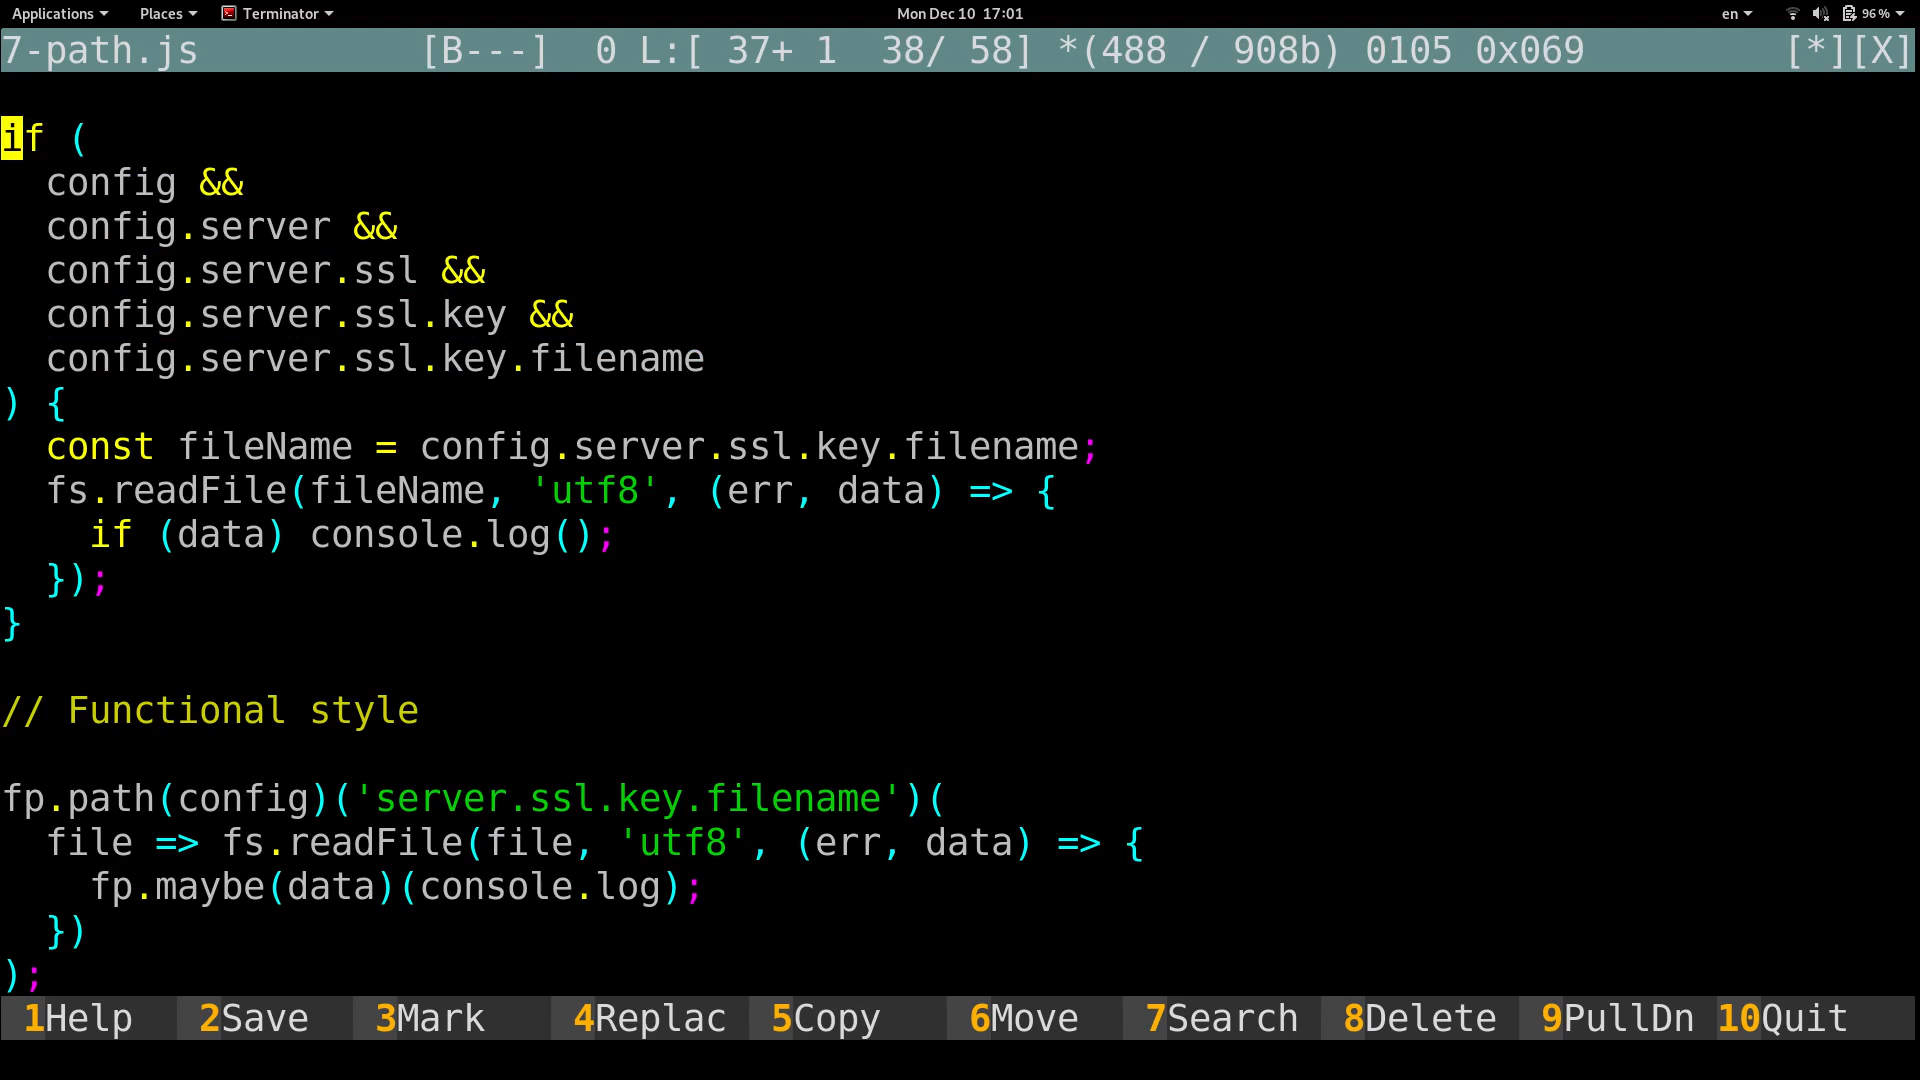 Applications Places Terminator Mon Dec 10 17:01 en 96%
7-path.js [B---] 0 L:[ 37+ 1 38/ 58] *(488 / 908b) 0105 0x069 [*][X]
if (
  config &&
  config.server &&
  config.server.ssl &&
  config.server.ssl.key &&
  config.server.ssl.key.filename
) {
  const fileName = config.server.ssl.key.filename;
  fs.readFile(fileName, 'utf8', (err, data) => {
    if (data) console.log();
  });
}
// Functional style
fp.path(config)('server.ssl.key.filename')(
  file => fs.readFile(file, 'utf8', (err, data) => {
    fp.maybe(data)(console.log);
  })
);
1Help 2Save 3Mark 4Replac 5Copy 6Move 7Search 8Delete 9PullDn 10Quit